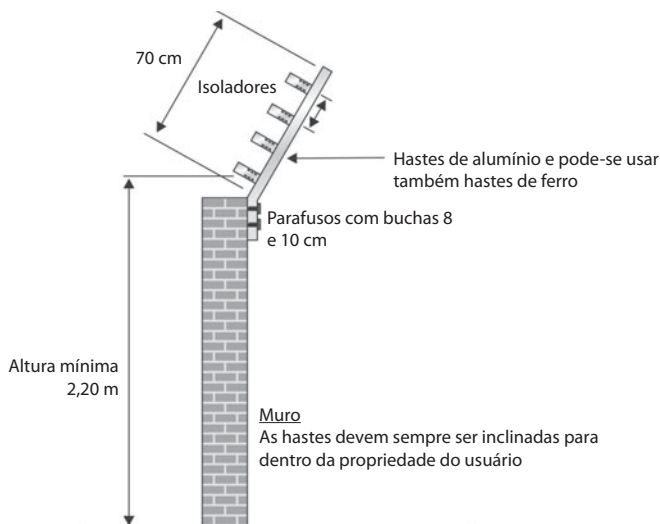 70 cm
Isoladores
Hastes de alumínio e pode-se usar
também hastes de ferro
Parafusos com buchas 8
e 10 cm
Altura mínima
2,20 m
Muro
As hastes devem sempre ser inclinadas para
dentro da propriedade do usuário